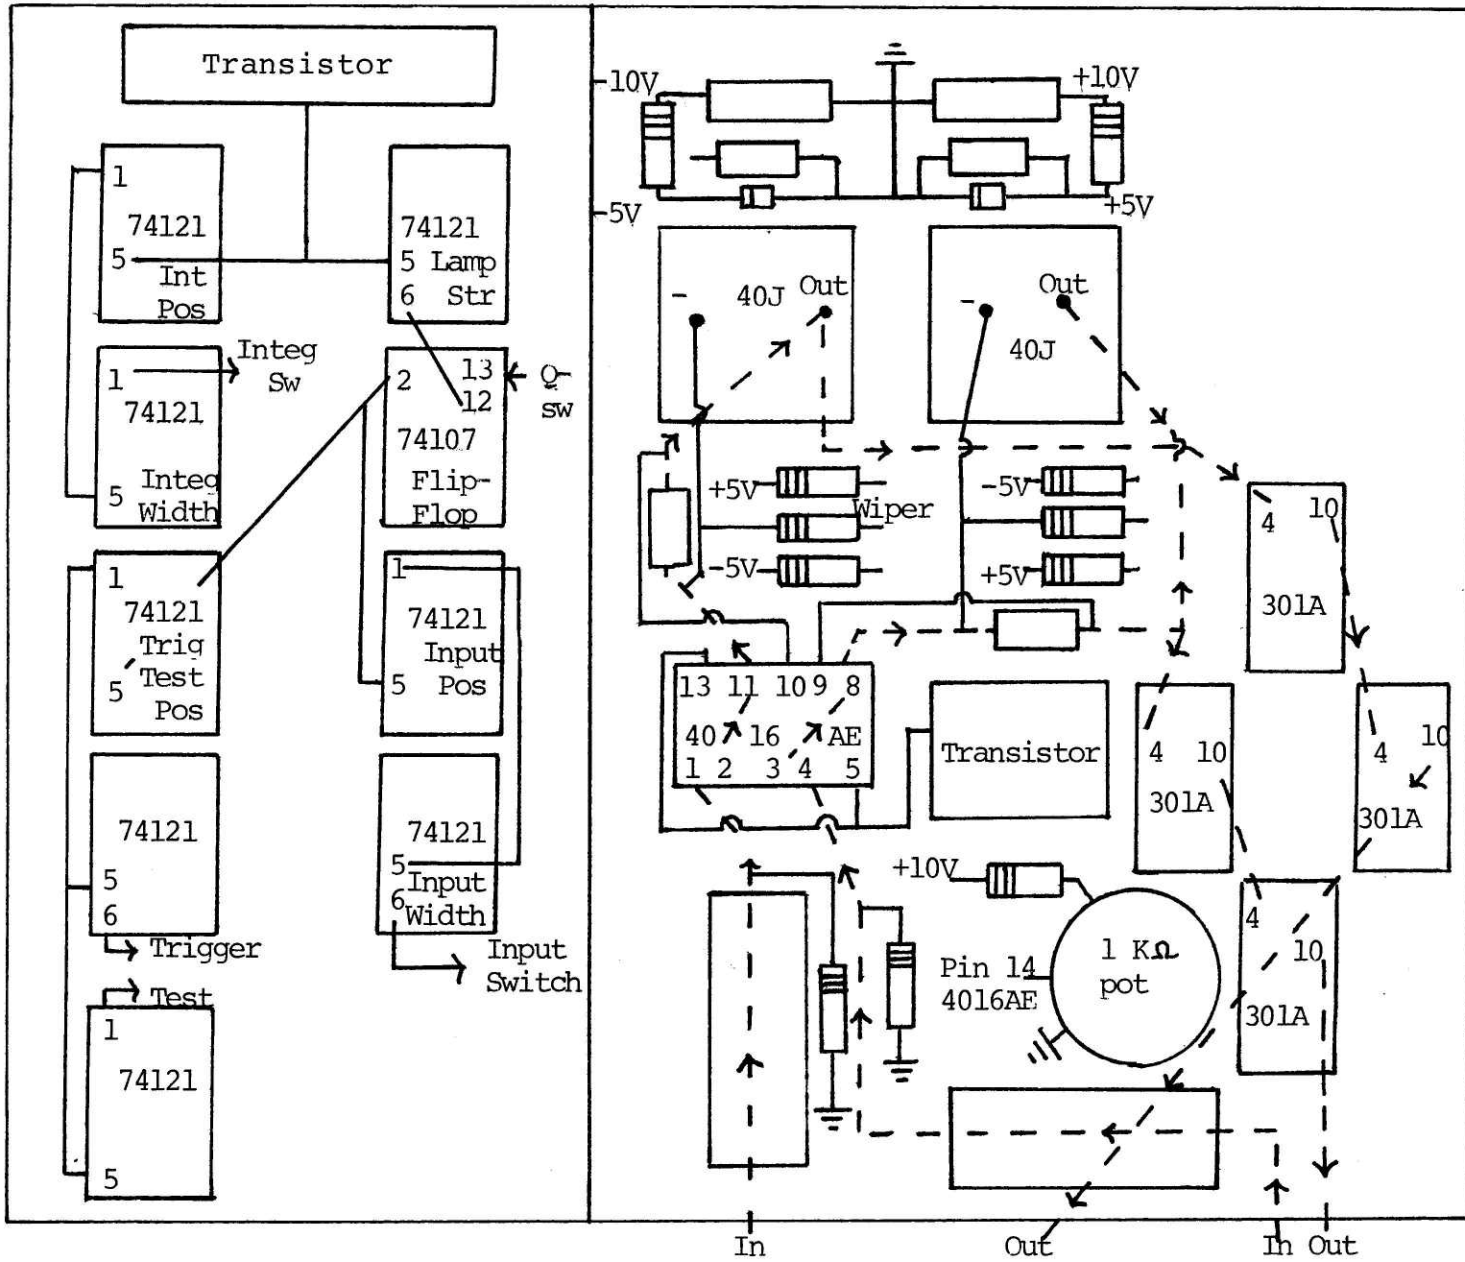 Transistor
1
74121
5
Int
Pos
74121
5 Lamp
6 Str
1
74121
Integ
Width
5
Integ
Sw
2
13
12
74107
Flip-
Flop
Q-
sw
1
74121
Trig
Test
5
Pos
1
74121
Input
5
Pos
74121
5
6
Trigger
74121
5
Input
6
Width
Input
Switch
Test
1
74121
5
-10V
+10V
-5V
+5V
-
40J
Out
-
Out
40J
+5V
Wiper
-5V
-5V
+5V
4
10
301A
13 11 10 9 8
40 16 AE
1 2 3 4 5
Transistor
4
10
301A
4
10
301A
+10V
1 KΩ
pot
Pin 14
4016AE
4
10
301A
In
Out
In Out